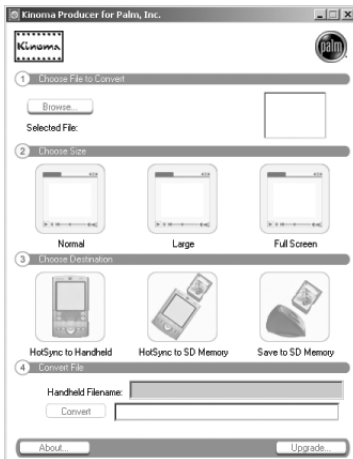 Kinoma Producer for Palm, Inc.
Kinoma
palm
1 Choose File to Convert
Browse...
Selected File:
2 Choose Size
Normal Large Full Screen
3 Choose Destination
HotSync to Handheld HotSync to SD Memory Save to SD Memory
4 Convert File
Handheld Filename:
Convert
About... Upgrade...